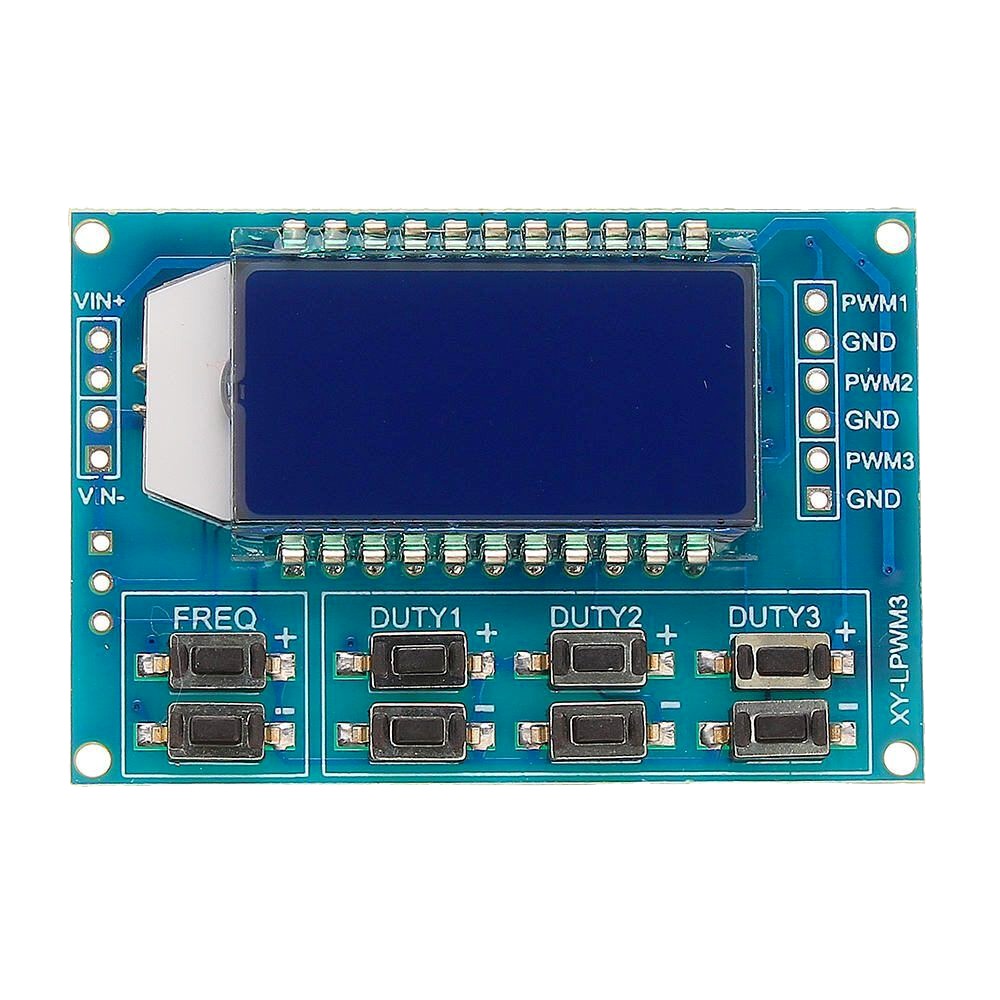 VIN+
VIN-
PWM1
GND
PWM2
GND
PWM3
GND
FREQ
+
-
DUTY1
+
-
DUTY2
+
-
DUTY3
+
-
XY-LPWM3